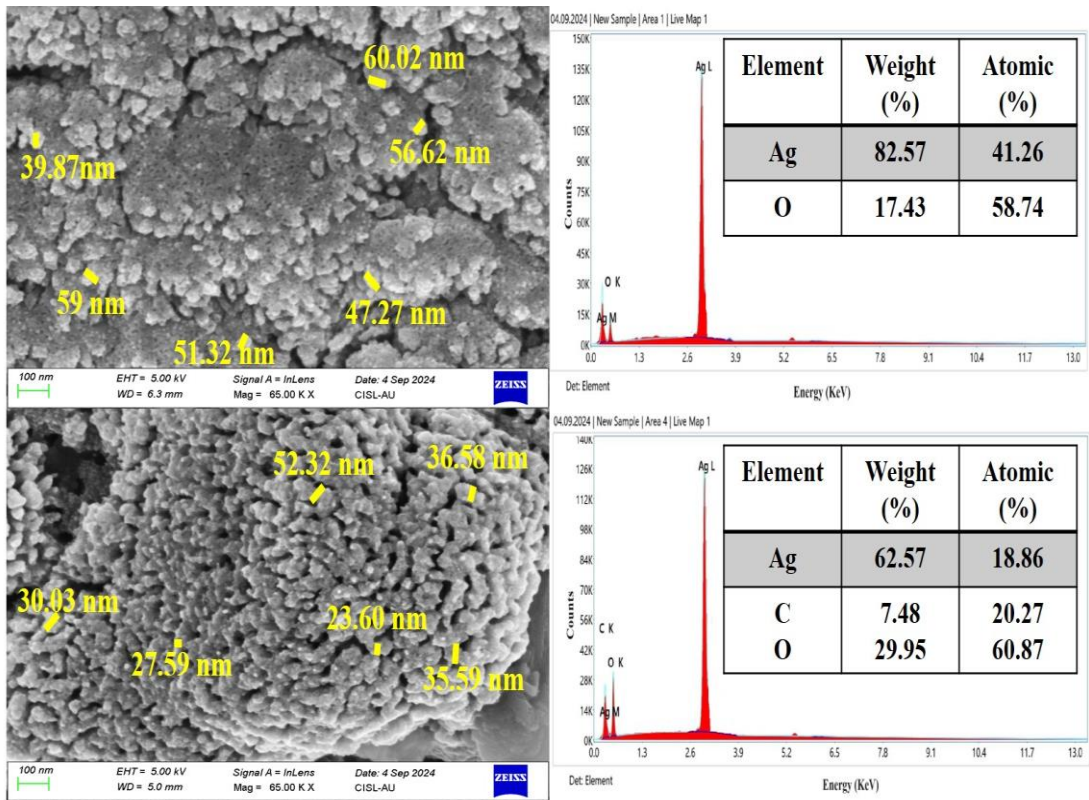 60.02 nm
56.62 nm
39.87nm
59 nm
47.27 nm
51.32 nm
100 nm
EHT = 5.00 kV
WD = 6.3 mm
Signal A = InLens
Mag = 65.00 K X
Date: 4 Sep 2024
CISL-AU
ZEISS
04.09.2024 | New Sample | Area 1 | Live Map 1
150K
135K
120K
105K
90K
75K
60K
45K
30K
15K
0K
Counts
Ag L
O K
Ag M
0.0 1.3 2.6 3.9 5.2 6.5 7.8 9.1 10.4 11.7 13.0
Det: Element
Energy (KeV)
Element Weight (%) Atomic (%)
Ag 82.57 41.26
O 17.43 58.74
52.32 nm
36.58 nm
30.03 nm
27.59 nm
23.60 nm
35.59 nm
100 nm
EHT = 5.00 kV
WD = 5.0 mm
Signal A = InLens
Mag = 65.00 K X
Date: 4 Sep 2024
CISL-AU
ZEISS
04.09.2024 | New Sample | Area 4 | Live Map 1
140K
126K
112K
98K
84K
70K
56K
42K
28K
14K
0K
Counts
Ag L
C K
O K
Ag M
0.0 1.3 2.6 3.9 5.2 6.5 7.8 9.1 10.4 11.7 13.0
Det: Element
Energy (KeV)
Element Weight (%) Atomic (%)
Ag 62.57 18.86
C 7.48 20.27
O 29.95 60.87